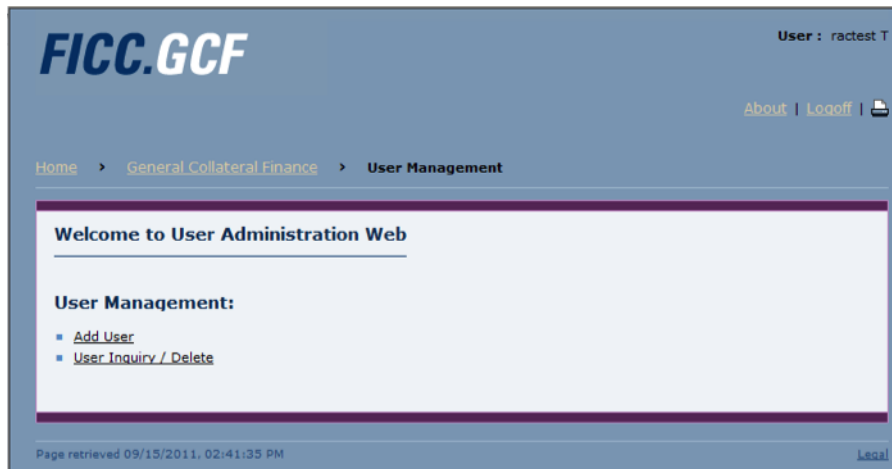 FICC.GCF
User : ractest T
About | Logoff |
Home > General Collateral Finance > User Management
Welcome to User Administration Web
User Management:
Add User
User Inquiry / Delete
Page retrieved 09/15/2011, 02:41:35 PM
Legal